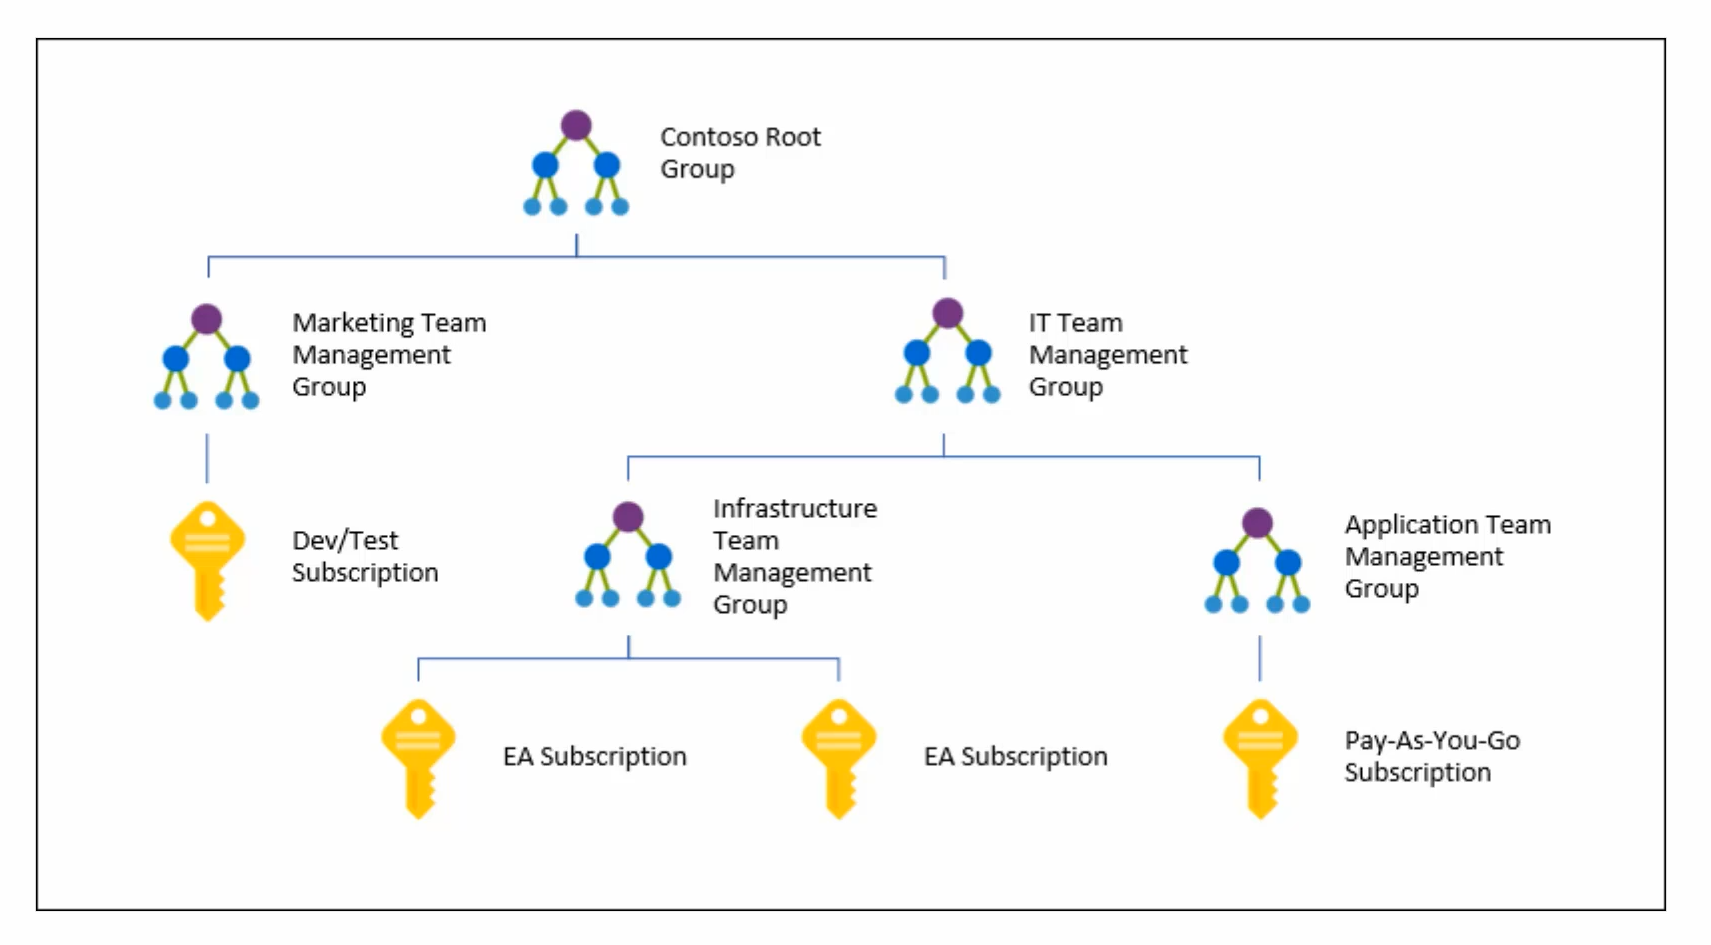 Contoso Root
Group
Marketing Team
Management
Group
IT Team
Management
Group
Dev/Test
Subscription
Infrastructure
Team
Management
Group
Application Team
Management
Group
EA Subscription
EA Subscription
Pay-As-You-Go
Subscription